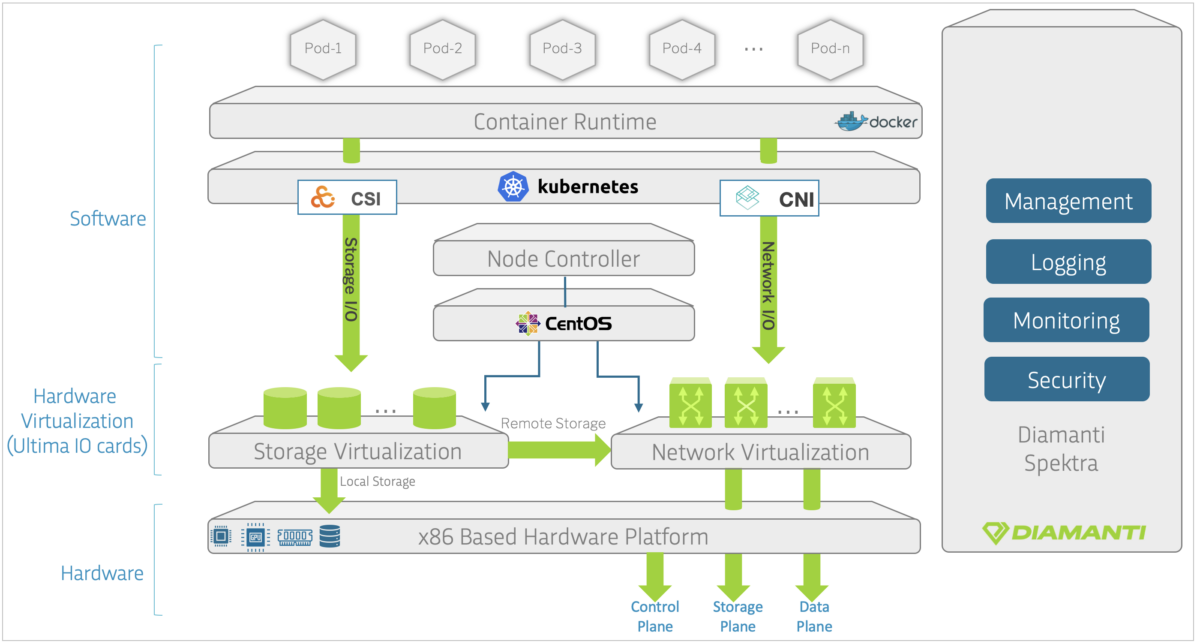 Pod-1
Pod-2
Pod-3
Pod-4
...
Pod-n
Container Runtime
docker
Software
CSI
kubernetes
CNI
Storage I/O
Network I/O
Node Controller
CentOS
Hardware
Virtualization
(Ultima IO cards)
...
...
Remote Storage
Storage Virtualization
Network Virtualization
Local Storage
GPU
x86 Based Hardware Platform
Hardware
Control
Plane
Storage
Plane
Data
Plane
Management
Logging
Monitoring
Security
Diamanti
Spektra
DIAMANTI